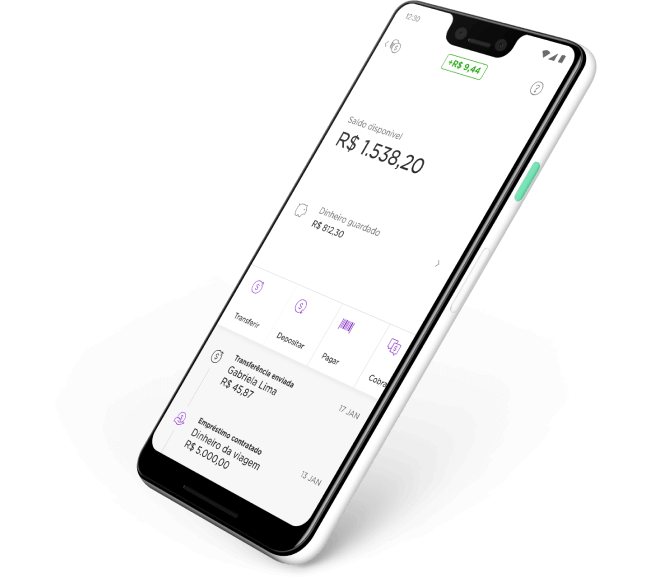 12:30
+R$ 9,44
Saldo disponível
R$ 1.538,20
Dinheiro guardado
R$ 812,30
Transferir
Depositar
Pagar
Cobra
Transferência enviada
17 JAN
Gabriela Lima
R$ 45,87
Empréstimo contratado
13 JAN
Dinheiro da viagem
R$ 5.000,00